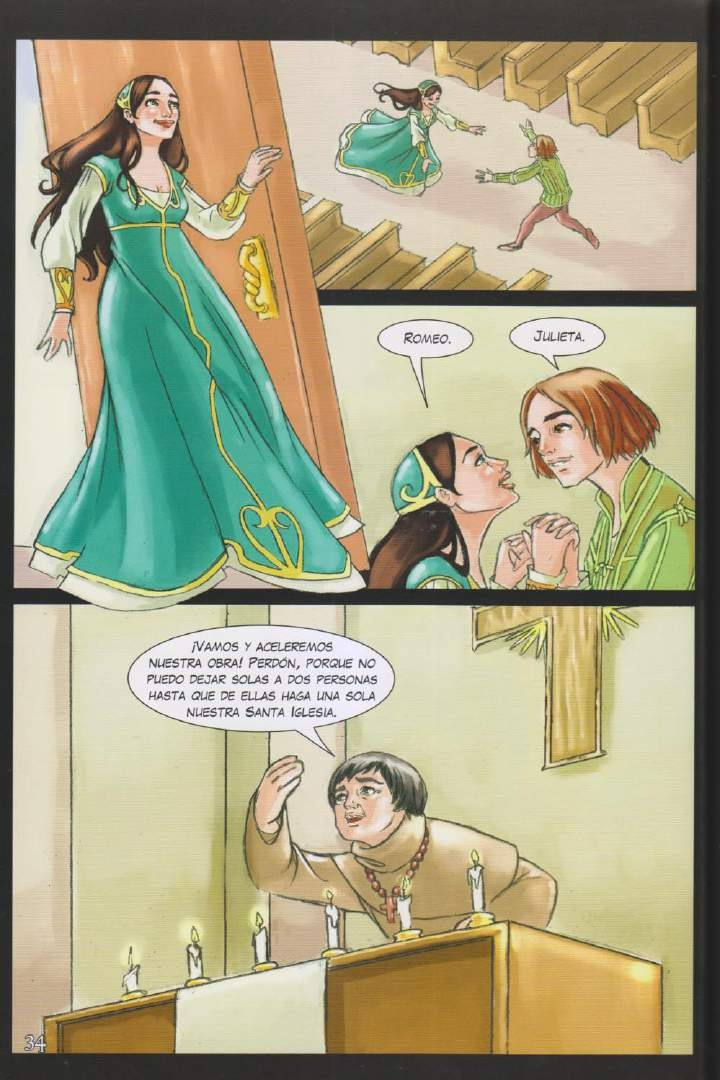 ROMEO.
JULIETA.
¡VAMOS Y ACELEREMOS
NUESTRA OBRA! PERDÓN, PORQUE NO
PUEDO DEJAR SOLAS A DOS PERSONAS
HASTA QUE DE ELLAS HAGA UNA SOLA
NUESTRA SANTA IGLESIA.
34